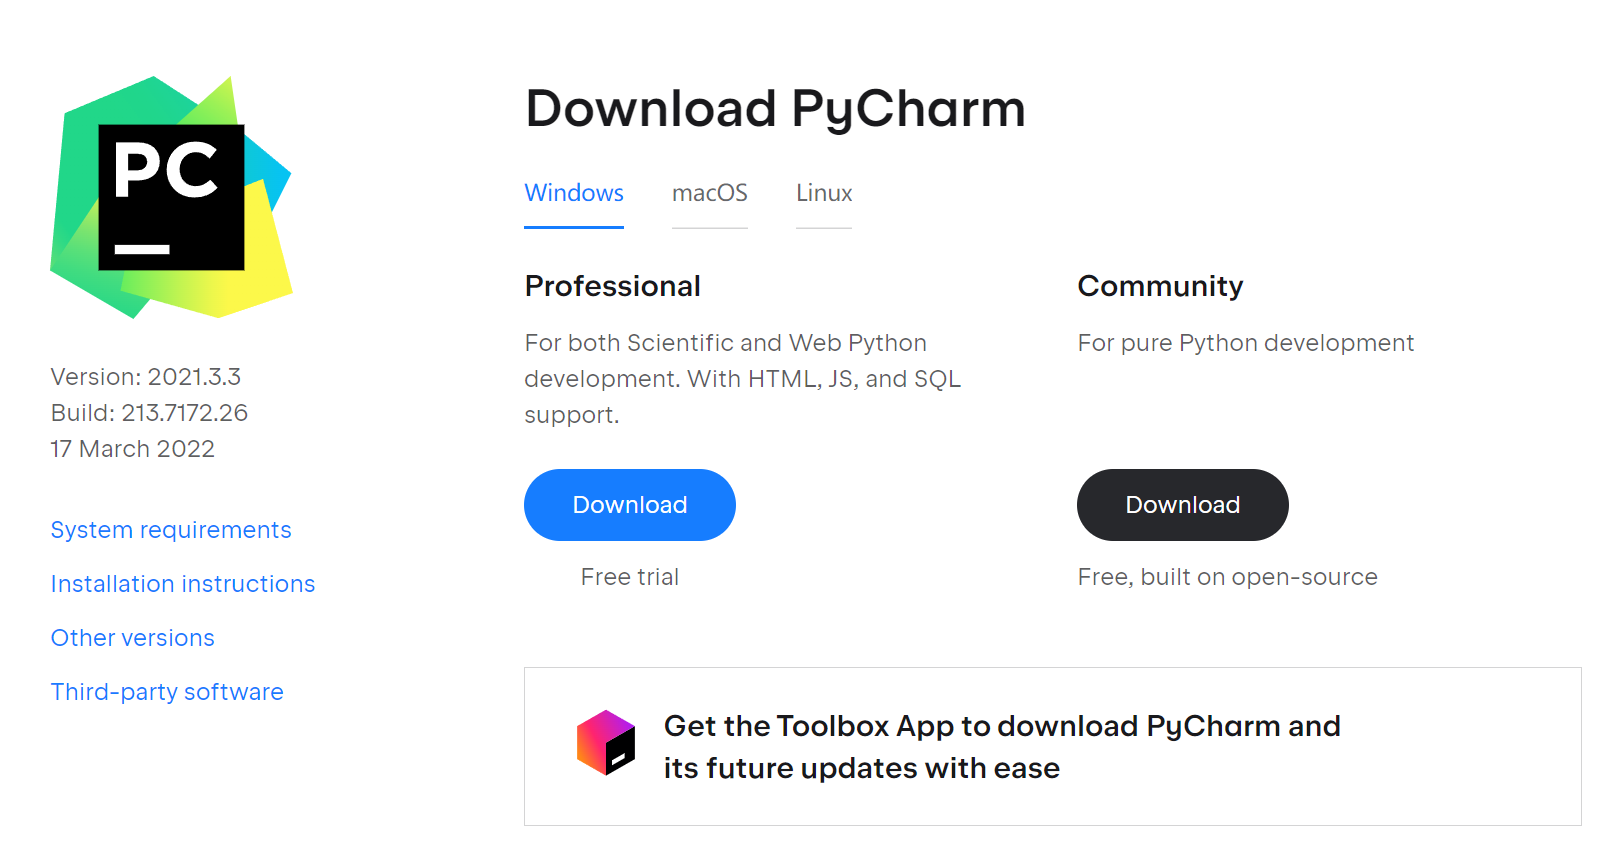 PC
Version: 2021.3.3
Build: 213.7172.26
17 March 2022
System requirements
Installation instructions
Other versions
Third-party software
Download PyCharm
Windows
macOS
Linux
Professional
For both Scientific and Web Python
development. With HTML, JS, and SQL
support.
Download
Free trial
Community
For pure Python development
Download
Free, built on open-source
Get the Toolbox App to download PyCharm and
its future updates with ease